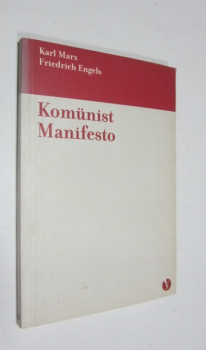 Karl Marx
Friedrich Engels
Komünist
Manifesto